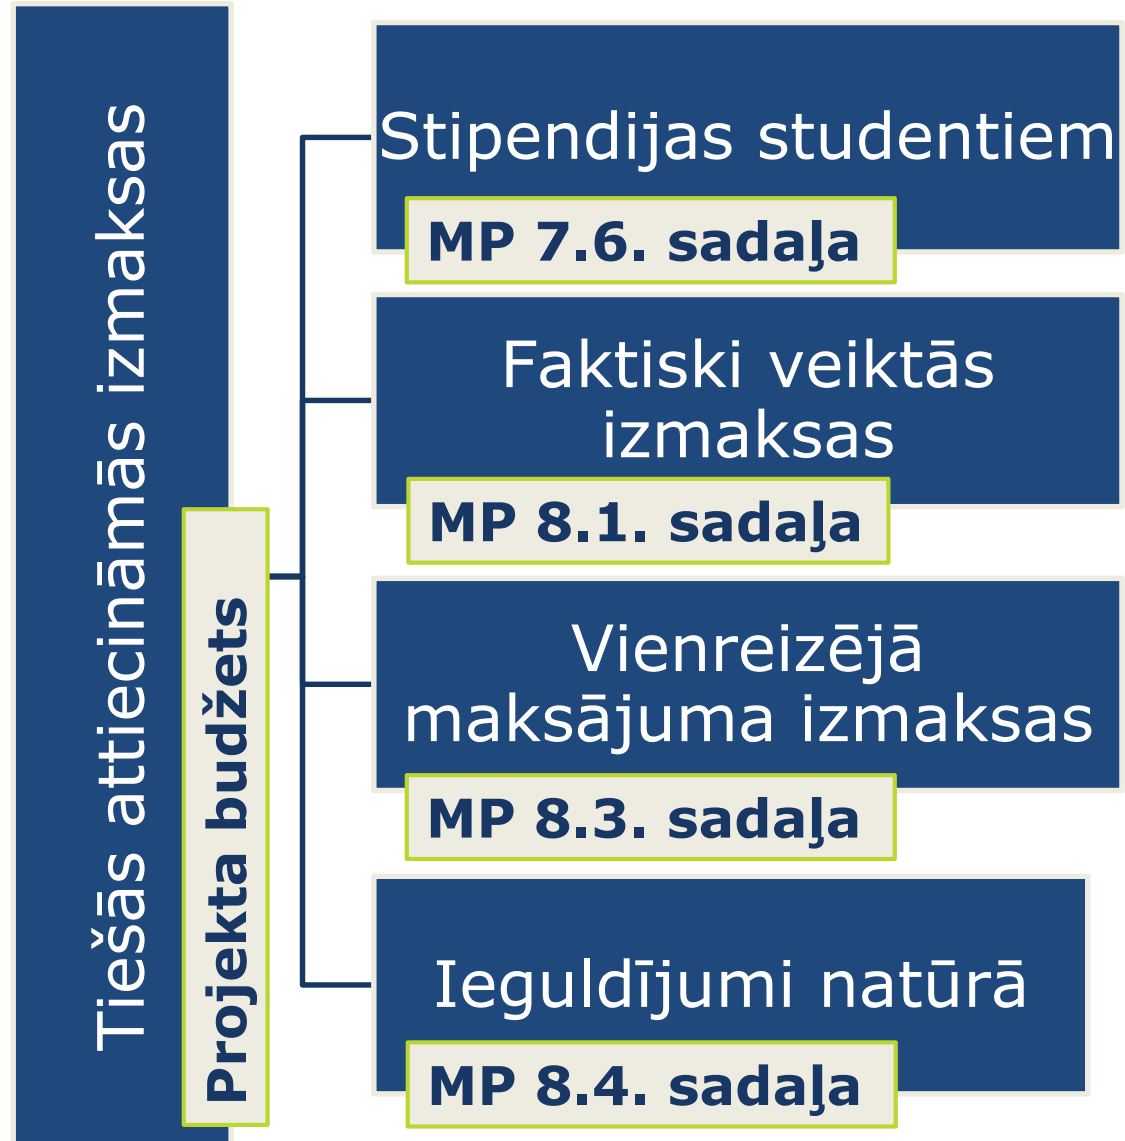 Tiešās attiecināmās izmaksas
Projekta budžets
Stipendijas studentiem
MP 7.6. sadaļa
Faktiski veiktās
izmaksas
MP 8.1. sadaļa
Vienreizējā
maksājuma izmaksas
MP 8.3. sadaļa
Ieguldījumi natūrā
MP 8.4. sadaļa